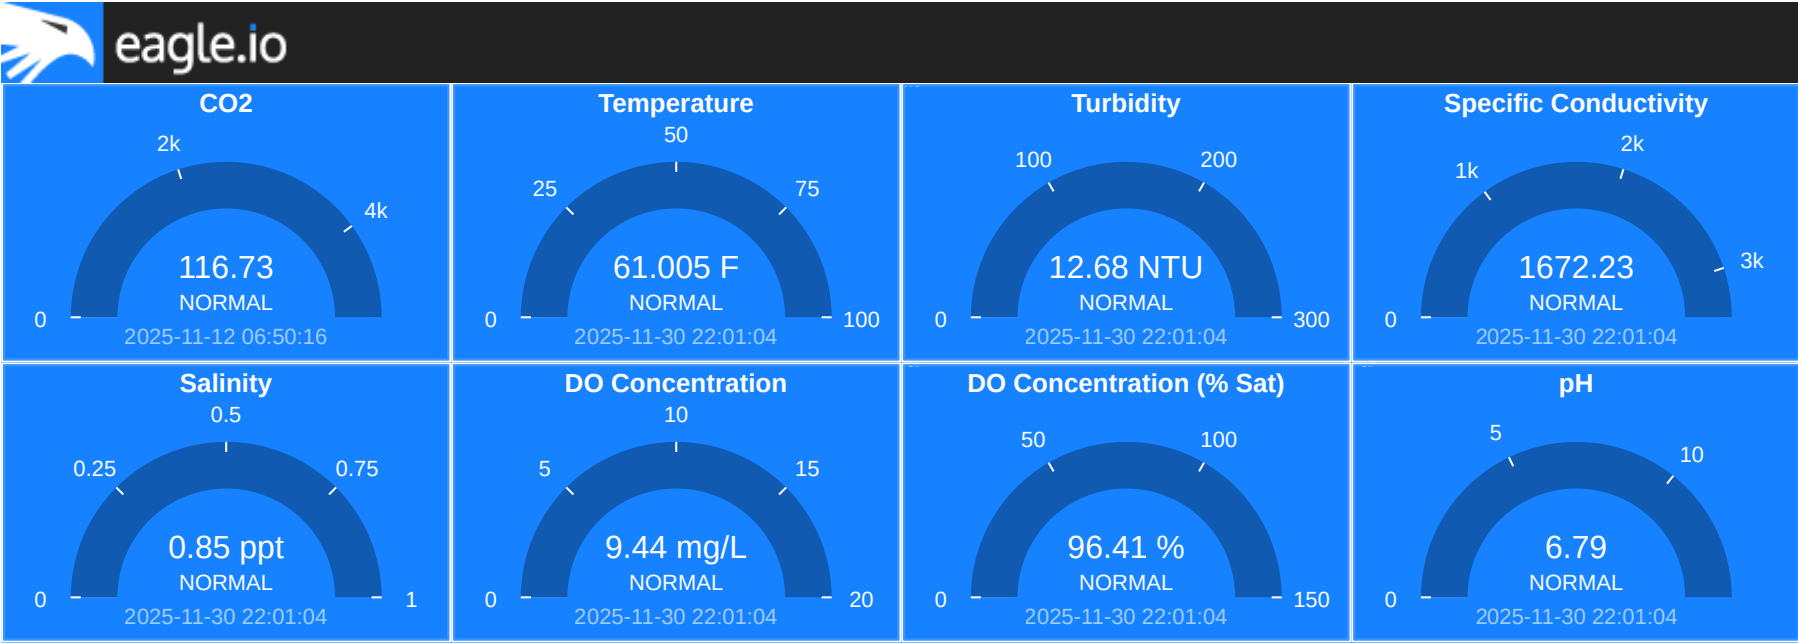 eagle.io
CO2
2k
4k
116.73
NORMAL
0
2025-11-12 06:50:16
Temperature
50
25
75
61.005 F
NORMAL
0
100
2025-11-30 22:01:04
Turbidity
100
200
12.68 NTU
NORMAL
0
300
2025-11-30 22:01:04
Specific Conductivity
2k
1k
3k
1672.23
NORMAL
0
2025-11-30 22:01:04
Salinity
0.5
0.25
0.75
0.85 ppt
NORMAL
0
1
2025-11-30 22:01:04
DO Concentration
10
5
15
9.44 mg/L
NORMAL
0
20
2025-11-30 22:01:04
DO Concentration (% Sat)
50
100
96.41 %
NORMAL
0
150
2025-11-30 22:01:04
pH
5
10
6.79
NORMAL
0
2025-11-30 22:01:04